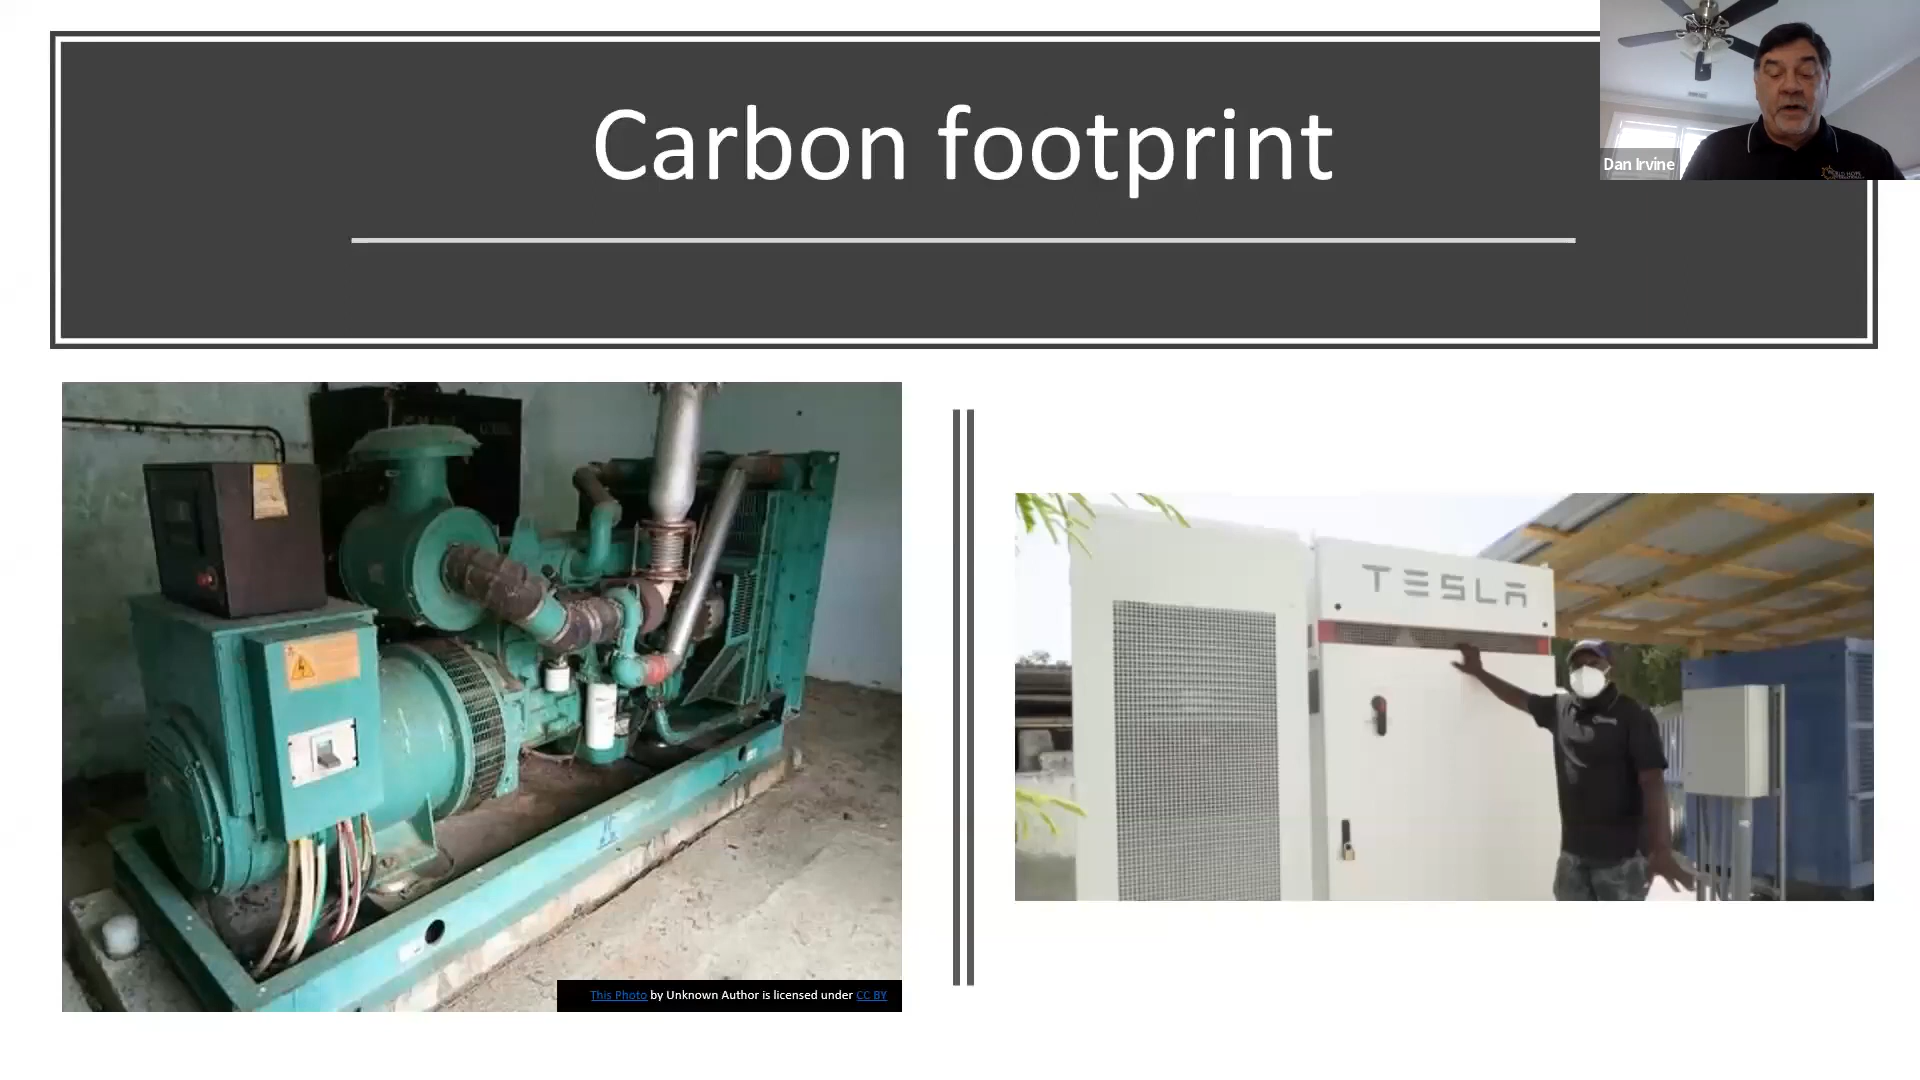 Carbon footprint
Dan Irvine
TESLA
This Photo by Unknown Author is licensed under CC BY